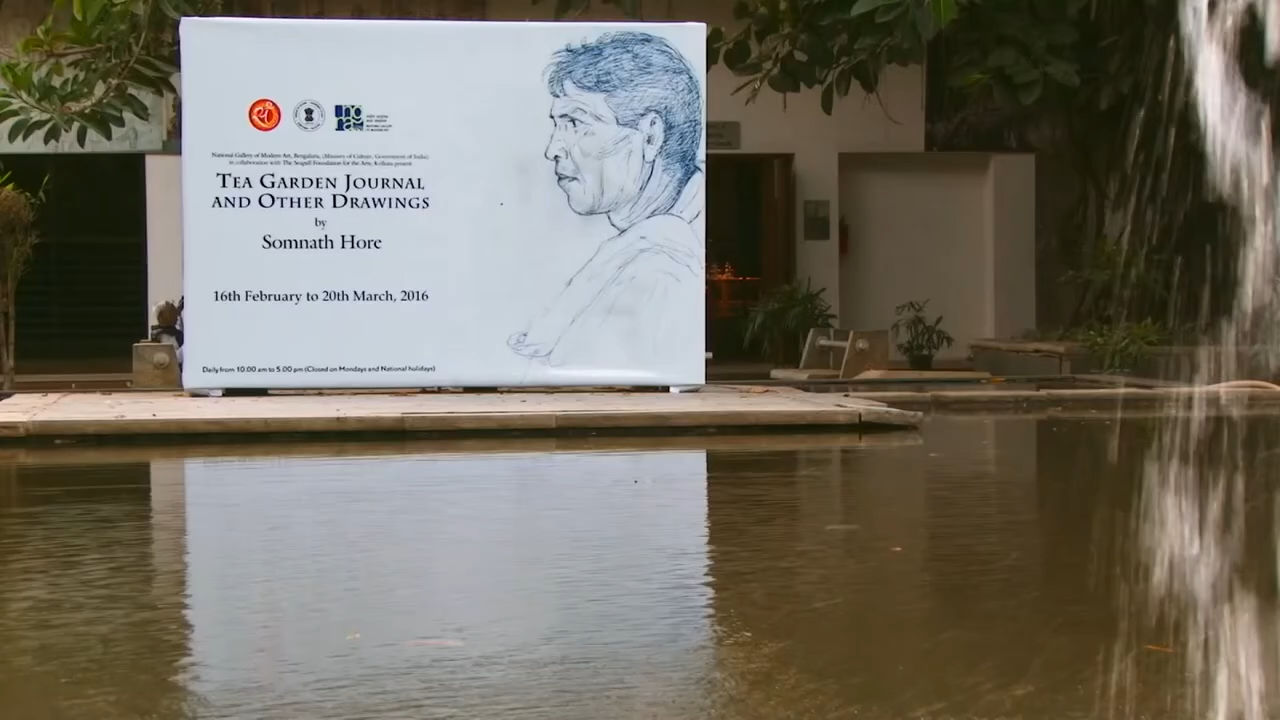 National Gallery of Modern Art, Bengaluru, (Ministry of Culture, Government of India)
in collaboration with The Seagull Foundation for the Arts, Kolkata present
TEA GARDEN JOURNAL
AND OTHER DRAWINGS
by
Somnath Hore
16th February to 20th March, 2016
Daily from 10.00 am to 5.00 pm (Closed on Mondays and National holidays)